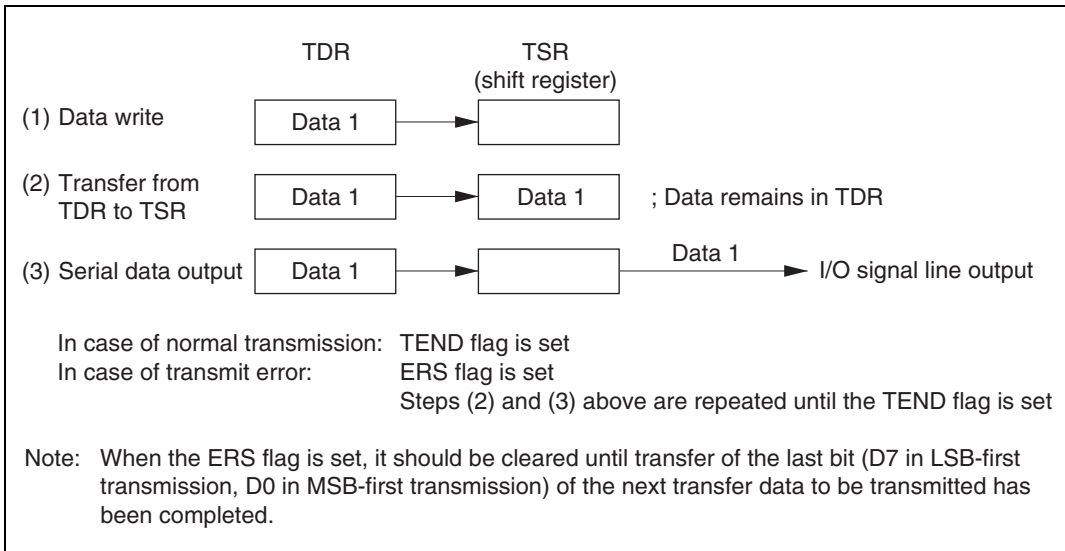 TDR TSR
(shift register)
(1) Data write Data 1
(2) Transfer from
TDR to TSR Data 1 Data 1 ; Data remains in TDR
(3) Serial data output Data 1 Data 1 I/O signal line output
In case of normal transmission: TEND flag is set
In case of transmit error: ERS flag is set
Steps (2) and (3) above are repeated until the TEND flag is set
Note: When the ERS flag is set, it should be cleared until transfer of the last bit (D7 in LSB-first
transmission, D0 in MSB-first transmission) of the next transfer data to be transmitted has
been completed.